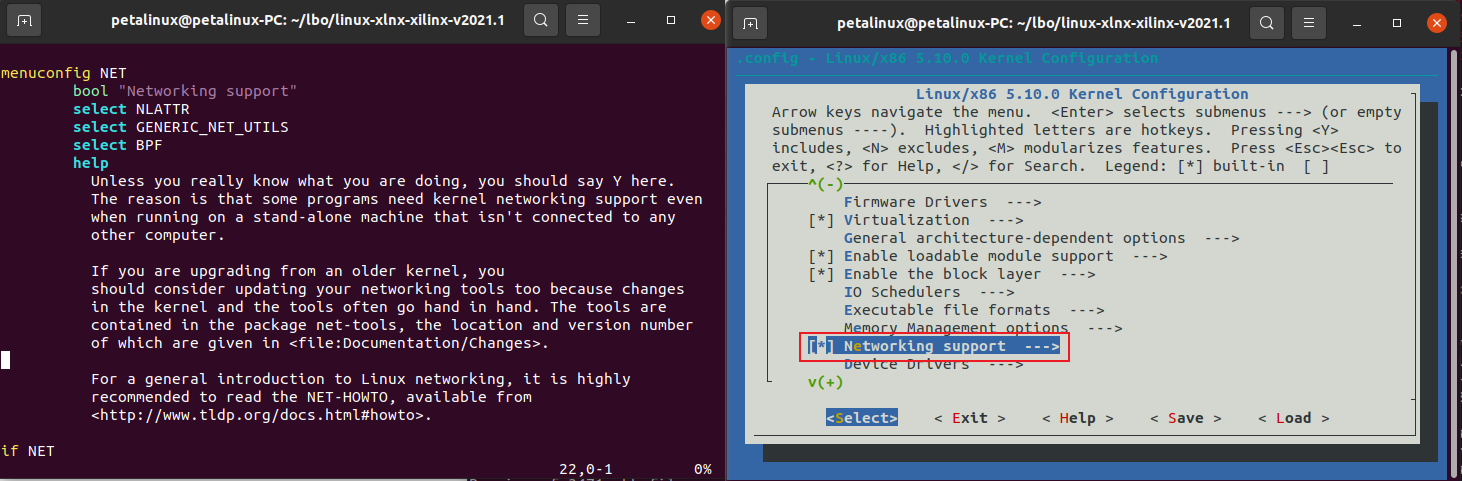 petalinux@petalinux-PC: ~/lbo/linux-xlnx-xilinx-v2021.1
menuconfig NET
bool "Networking support"
select NLATTR
select GENERIC_NET_UTILS
select BPF
help
Unless you really know what you are doing, you should say Y here.
The reason is that some programs need kernel networking support even
when running on a stand-alone machine that isn't connected to any
other computer.
If you are upgrading from an older kernel, you
should consider updating your networking tools too because changes
in the kernel and the tools often go hand in hand. The tools are
contained in the package net-tools, the location and version number
of which are given in <file:Documentation/Changes>.
For a general introduction to Linux networking, it is highly
recommended to read the NET-HOWTO, available from
<http://www.tldp.org/docs.html#howto>.
if NET
22,0-1 0%
petalinux@petalinux-PC: ~/lbo/linux-xlnx-xilinx-v2021.1
.config - Linux/x86 5.10.0 Kernel Configuration
Linux/x86 5.10.0 Kernel Configuration
Arrow keys navigate the menu. <Enter> selects submenus ---> (or empty
submenus ----). Highlighted letters are hotkeys. Pressing <Y>
includes, <N> excludes, <M> modularizes features. Press <Esc><Esc> to
exit, <?> for Help, </> for Search. Legend: [*] built-in [ ]
^(-)
Firmware Drivers --->
[*] Virtualization --->
General architecture-dependent options --->
[*] Enable loadable module support --->
[*] Enable the block layer --->
IO Schedulers --->
Executable file formats --->
Memory Management options --->
[*] Networking support --->
Device Drivers --->
v(+)
<Select> < Exit > < Help > < Save > < Load >